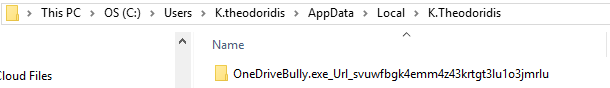 This PC > OS (C:) > Users > K.theodoridis > AppData > Local > K.Theodoridis
Name
Cloud Files
OneDriveBully.exe_Url_svuwfbgk4emm4z43krtgt3lu1o3jmrlu